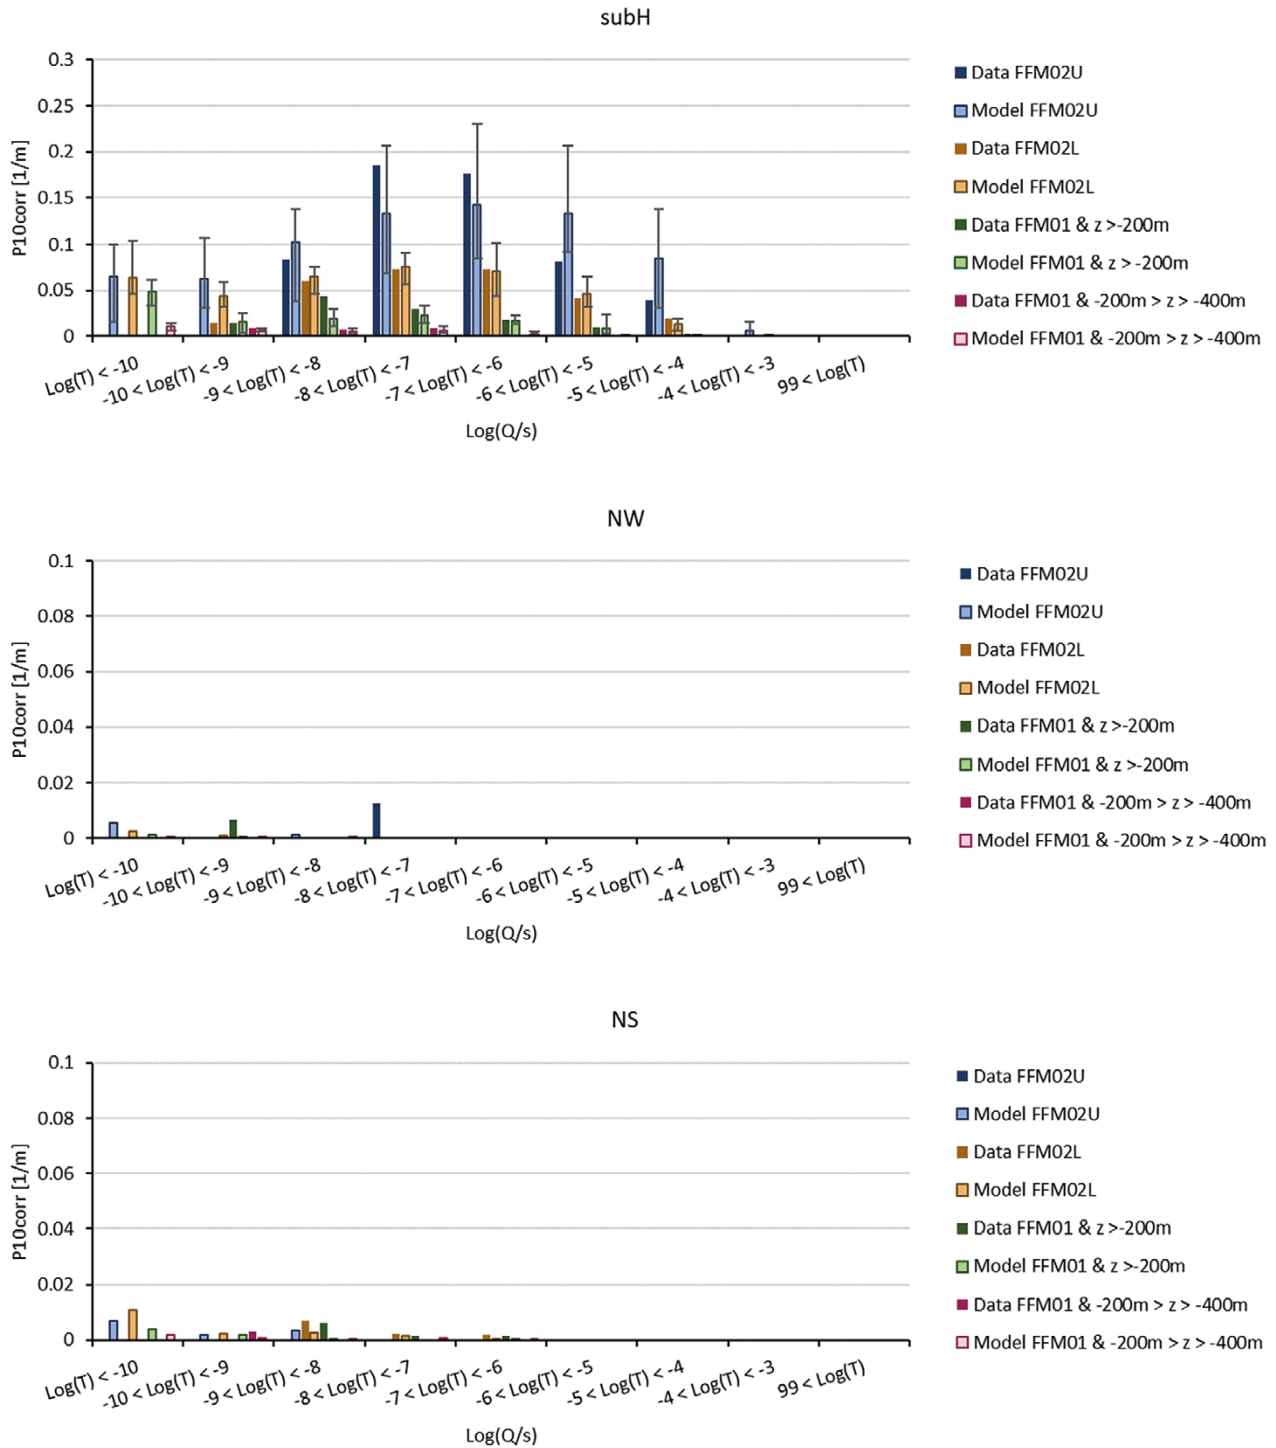 subH
0.3
0.25
0.2
0.15
0.1
0.05
0
P10corr [1/m]
Log(T) < -10
-10 < Log(T) < -9
-9 < Log(T) < -8
-8 < Log(T) < -7
-7 < Log(T) < -6
-6 < Log(T) < -5
-5 < Log(T) < -4
-4 < Log(T) < -3
99 < Log(T)
Log(Q/s)
Data FFM02U
Model FFM02U
Data FFM02L
Model FFM02L
Data FFM01 & z >-200m
Model FFM01 & z > -200m
Data FFM01 & -200m > z > -400m
Model FFM01 & -200m > z > -400m
NW
0.1
0.08
0.06
0.04
0.02
0
P10corr [1/m]
Log(T) < -10
-10 < Log(T) < -9
-9 < Log(T) < -8
-8 < Log(T) < -7
-7 < Log(T) < -6
-6 < Log(T) < -5
-5 < Log(T) < -4
-4 < Log(T) < -3
99 < Log(T)
Log(Q/s)
Data FFM02U
Model FFM02U
Data FFM02L
Model FFM02L
Data FFM01 & z >-200m
Model FFM01 & z >-200m
Data FFM01 & -200m > z > -400m
Model FFM01 & -200m > z > -400m
NS
0.1
0.08
0.06
0.04
0.02
0
P10corr [1/m]
Log(T) < -10
-10 < Log(T) < -9
-9 < Log(T) < -8
-8 < Log(T) < -7
-7 < Log(T) < -6
-6 < Log(T) < -5
-5 < Log(T) < -4
-4 < Log(T) < -3
99 < Log(T)
Log(Q/s)
Data FFM02U
Model FFM02U
Data FFM02L
Model FFM02L
Data FFM01 & z >-200m
Model FFM01 & z >-200m
Data FFM01 & -200m > z > -400m
Model FFM01 & -200m > z > -400m